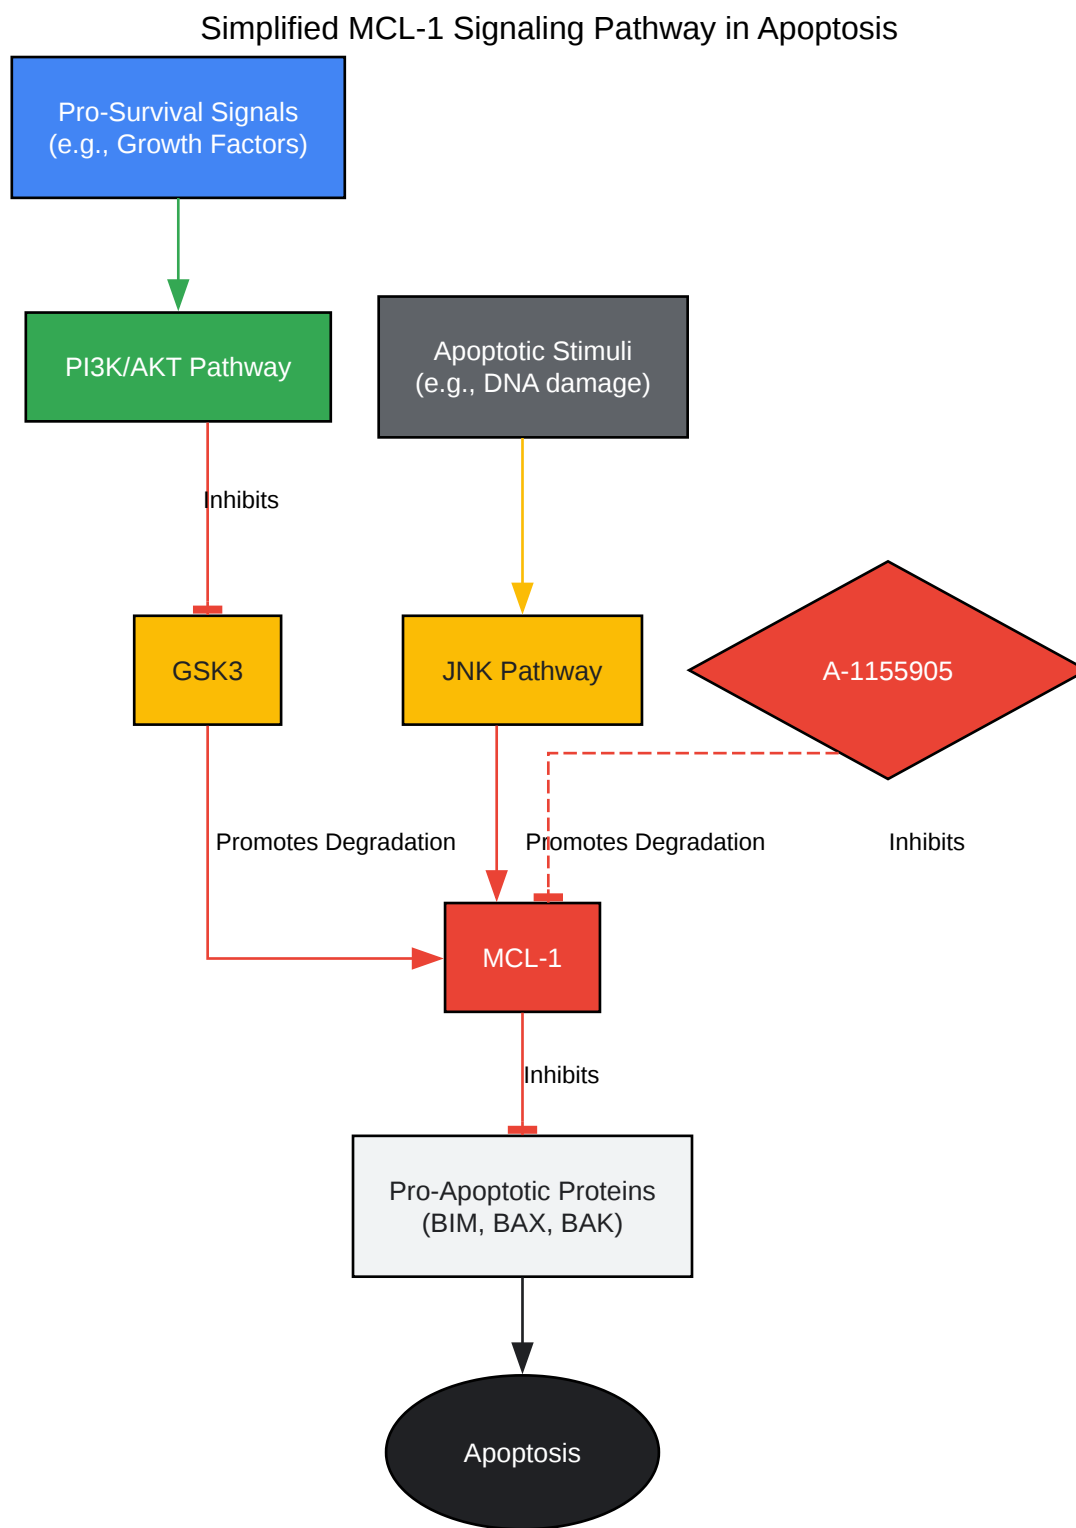 Simplified MCL-1 Signaling Pathway in Apoptosis
Pro-Survival Signals
(e.g., Growth Factors)
PI3K/AKT Pathway
Apoptotic Stimuli
(e.g., DNA damage)
Inhibits
GSK3
JNK Pathway
A-1155905
Promotes Degradation
Promotes Degradation
Inhibits
MCL-1
Inhibits
Pro-Apoptotic Proteins
(BIM, BAX, BAK)
Apoptosis